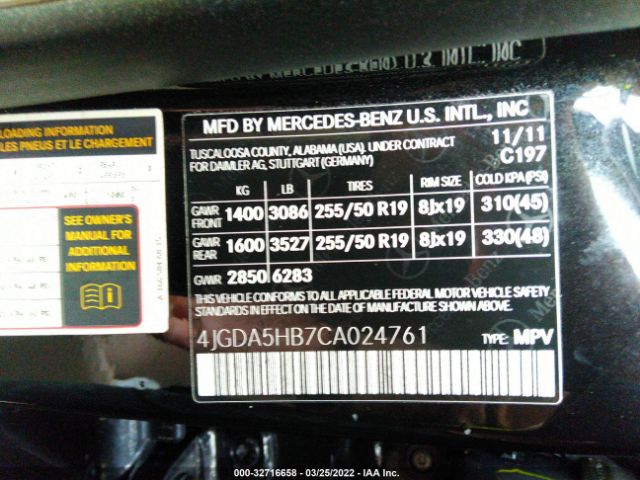 MFD BY MERCEDES-BENZ U.S. INTL., INC
TUSCALOOSA COUNTY, ALABAMA (USA), UNDER CONTRACT 11/11
FOR DAIMLER AG, STUTTGART (GERMANY) C197
KG LB TIRES RIM SIZE COLD KPA (PSI)
GAWR FRONT 1400 3086 255/50 R19 8Jx19 310(45)
GAWR REAR 1600 3527 255/50 R19 8Jx19 330(48)
GVWR 2850 6283
THIS VEHICLE CONFORMS TO ALL APPLICABLE FEDERAL MOTOR VEHICLE SAFETY
STANDARDS IN EFFECT ON THE DATE OF MANUFACTURE SHOWN ABOVE.
4JGDA5HB7CA024761 TYPE: MPV
LOADING INFORMATION
LES PNEUS ET LE CHARGEMENT
SEE OWNER'S
MANUAL FOR
ADDITIONAL
INFORMATION
000-32716658 - 03/25/2022 - IAA Inc.